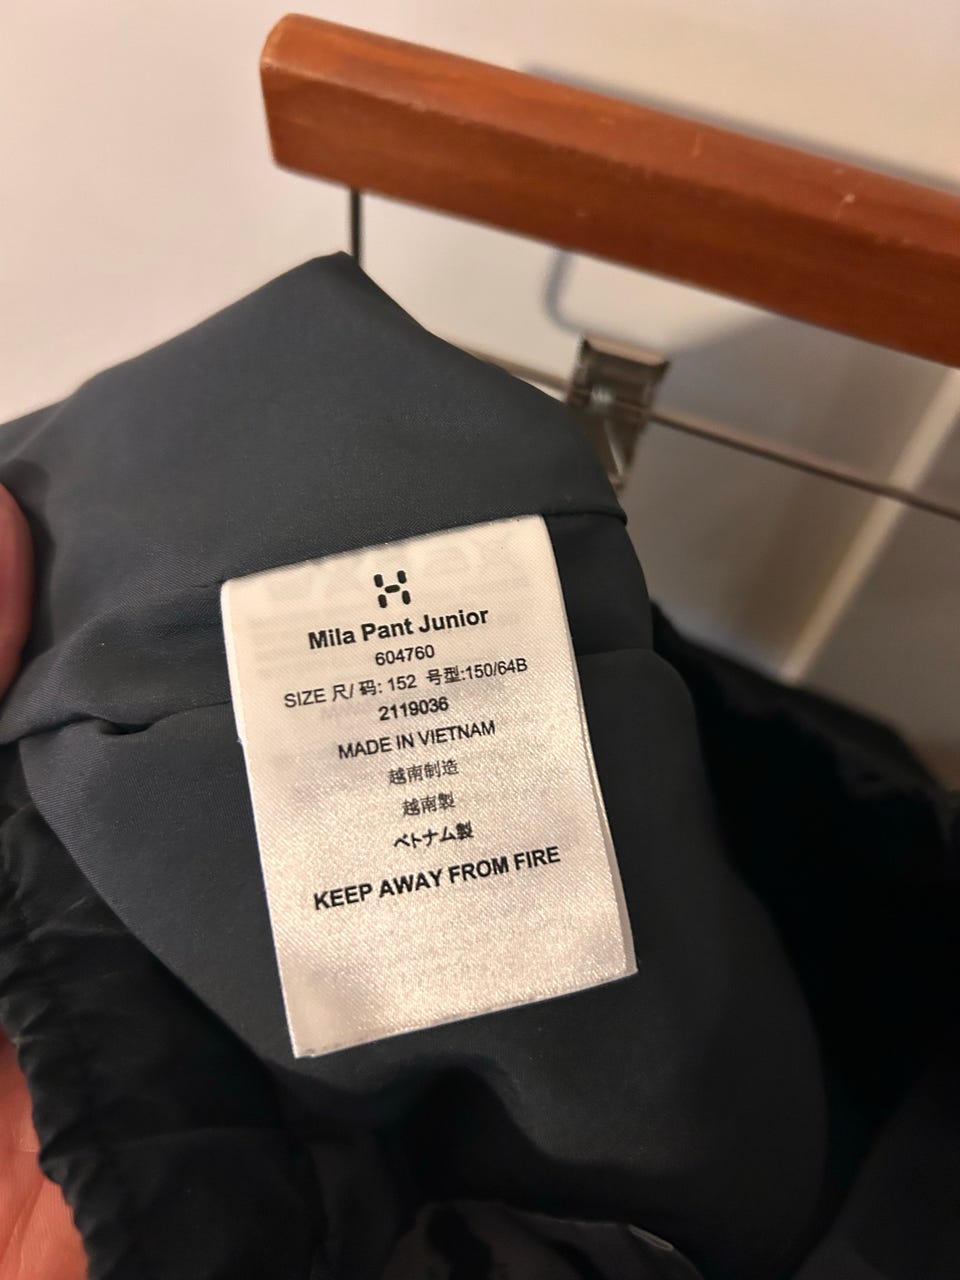 Mila Pant Junior
604760
SIZE 尺/ 码: 152 号型:150/64B
2119036
MADE IN VIETNAM
越南制造
越南製
ベトナム製
KEEP AWAY FROM FIRE